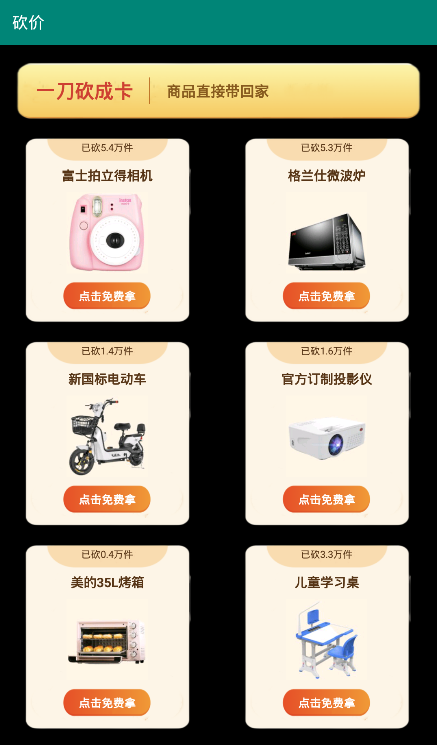 砍价
一刀砍成卡 商品直接带回家
已砍5.4万件 已砍5.3万件
富士拍立得相机 格兰仕微波炉
点击免费拿 点击免费拿
已砍1.4万件 已砍1.6万件
新国标电动车 官方订制投影仪
点击免费拿 点击免费拿
已砍0.4万件 已砍3.3万件
美的35L烤箱 儿童学习桌
点击免费拿 点击免费拿